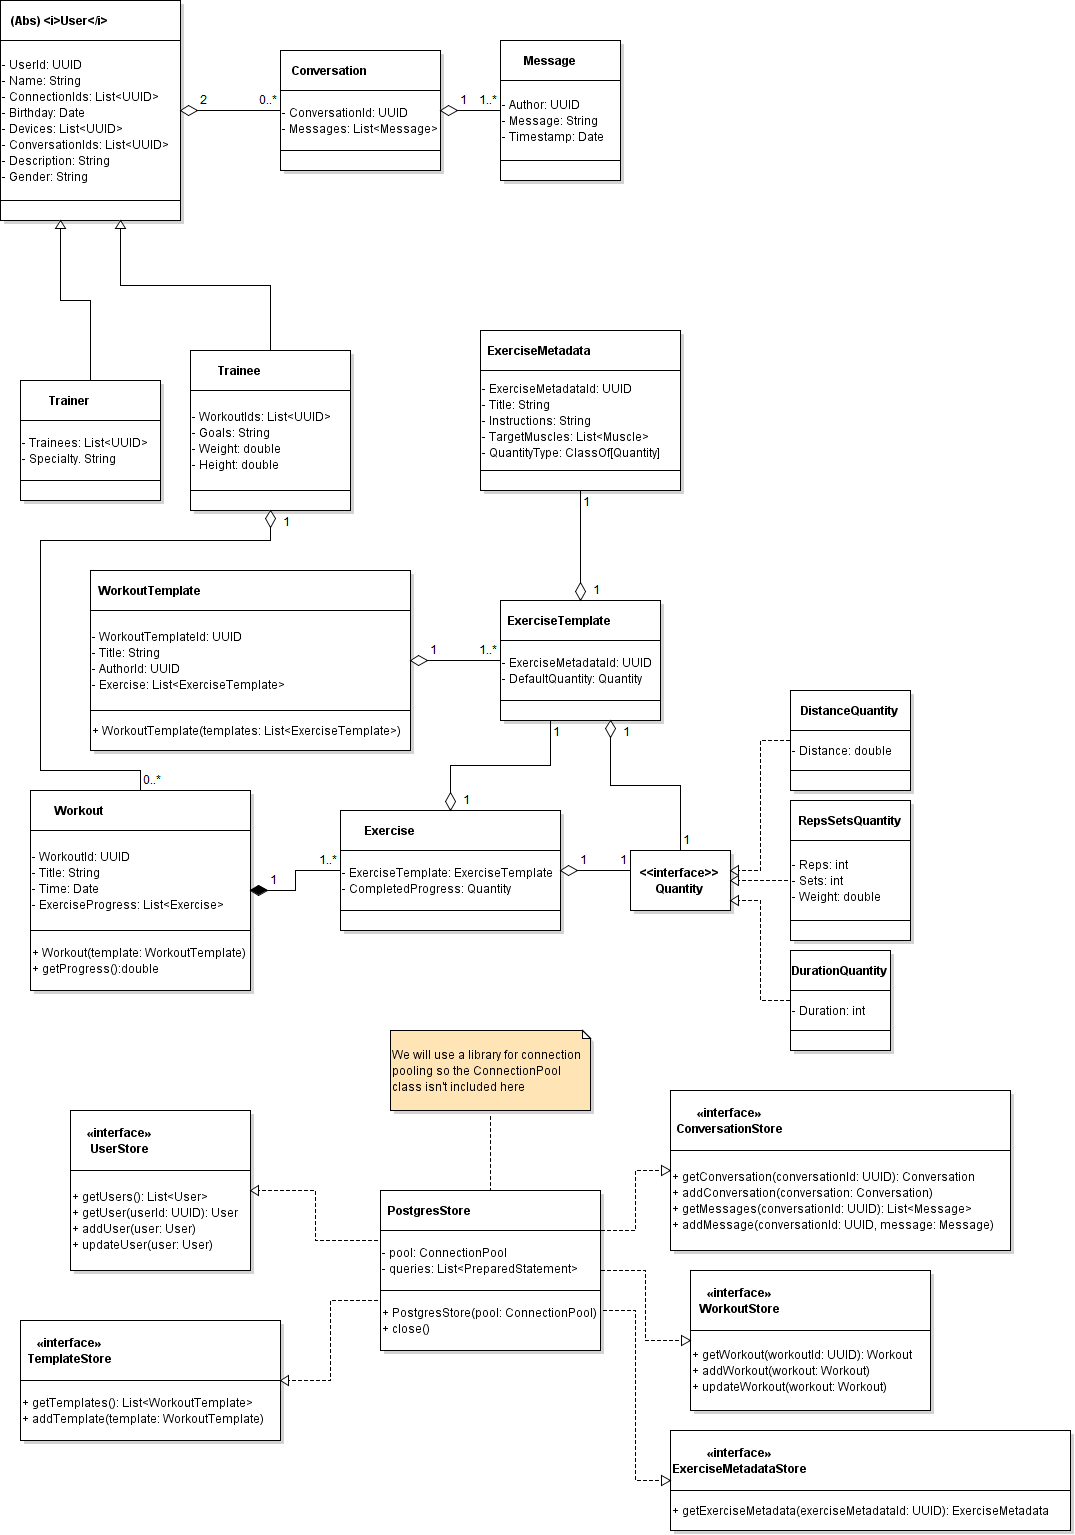 (Abs) <i>User</i>
- UserId: UUID
- Name: String
- ConnectionIds: List<UUID>
- Birthday: Date
- Devices: List<UUID>
- ConversationIds: List<UUID>
- Description: String
- Gender: String
2
0..*
Conversation
- ConversationId: UUID
- Messages: List<Message>
1
1..*
Message
- Author: UUID
- Message: String
- Timestamp: Date
Trainer
- Trainees: List<UUID>
- Specialty. String
Trainee
- WorkoutIds: List<UUID>
- Goals: String
- Weight: double
- Height: double
1
ExerciseMetadata
- ExerciseMetadataId: UUID
- Title: String
- Instructions: String
- TargetMuscles: List<Muscle>
- QuantityType: ClassOf[Quantity]
1
1
WorkoutTemplate
- WorkoutTemplateId: UUID
- Title: String
- AuthorId: UUID
- Exercise: List<ExerciseTemplate>
+ WorkoutTemplate(templates: List<ExerciseTemplate>)
1
1..*
ExerciseTemplate
- ExerciseMetadataId: UUID
- DefaultQuantity: Quantity
1
1
DistanceQuantity
- Distance: double
0..*
Workout
- WorkoutId: UUID
- Title: String
- Time: Date
- ExerciseProgress: List<Exercise>
+ Workout(template: WorkoutTemplate)
+ getProgress():double
1
1..*
1
Exercise
- ExerciseTemplate: ExerciseTemplate
- CompletedProgress: Quantity
1
1
1
<<interface>>
Quantity
RepsSetsQuantity
- Reps: int
- Sets: int
- Weight: double
DurationQuantity
- Duration: int
We will use a library for connection
pooling so the ConnectionPool
class isn't included here
«interface»
UserStore
+ getUsers(): List<User>
+ getUser(userId: UUID): User
+ addUser(user: User)
+ updateUser(user: User)
PostgresStore
- pool: ConnectionPool
- queries: List<PreparedStatement>
+ PostgresStore(pool: ConnectionPool)
+ close()
«interface»
ConversationStore
+ getConversation(conversationId: UUID): Conversation
+ addConversation(conversation: Conversation)
+ getMessages(conversationId: UUID): List<Message>
+ addMessage(conversationId: UUID, message: Message)
«interface»
WorkoutStore
+ getWorkout(workoutId: UUID): Workout
+ addWorkout(workout: Workout)
+ updateWorkout(workout: Workout)
«interface»
TemplateStore
+ getTemplates(): List<WorkoutTemplate>
+ addTemplate(template: WorkoutTemplate)
«interface»
ExerciseMetadataStore
+ getExerciseMetadata(exerciseMetadataId: UUID): ExerciseMetadata